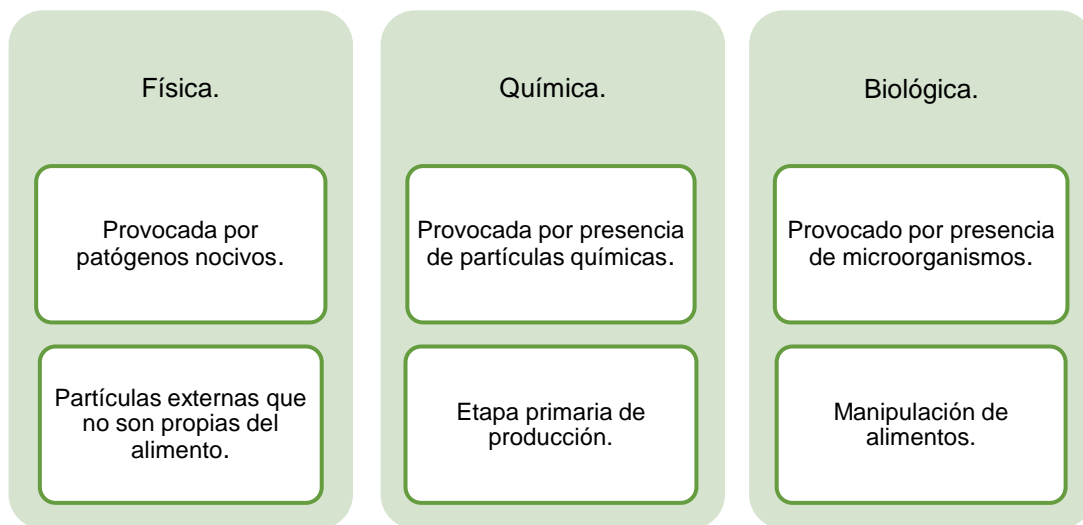 Física.
Provocada por
patógenos nocivos.
Partículas externas que
no son propias del
alimento.
Química.
Provocada por presencia
de partículas químicas.
Etapa primaria de
producción.
Biológica.
Provocado por presencia
de microorganismos.
Manipulación de
alimentos.